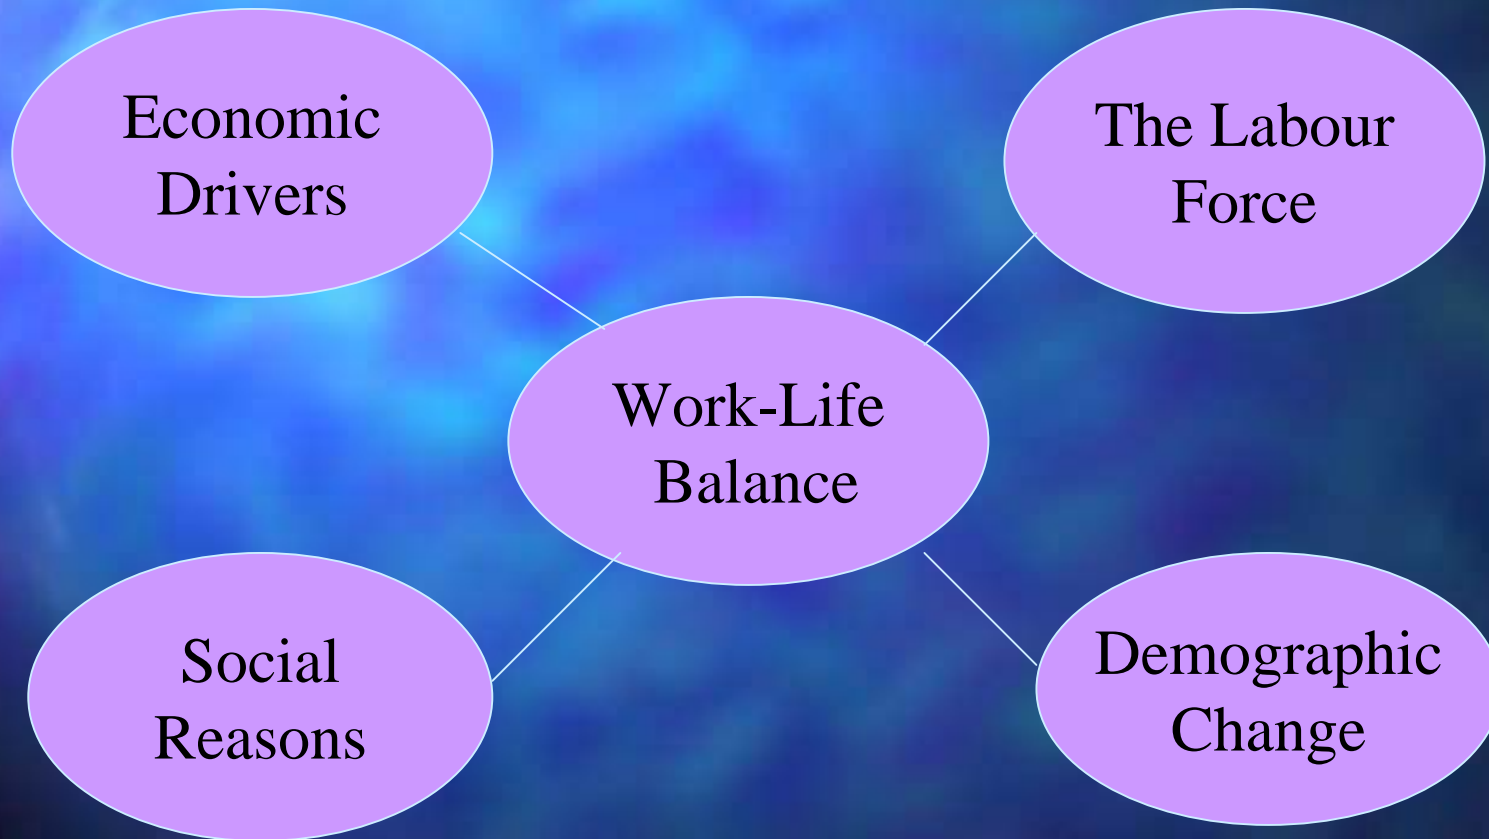 Economic
Drivers
The Labour
Force
Work-Life
Balance
Social
Reasons
Demographic
Change